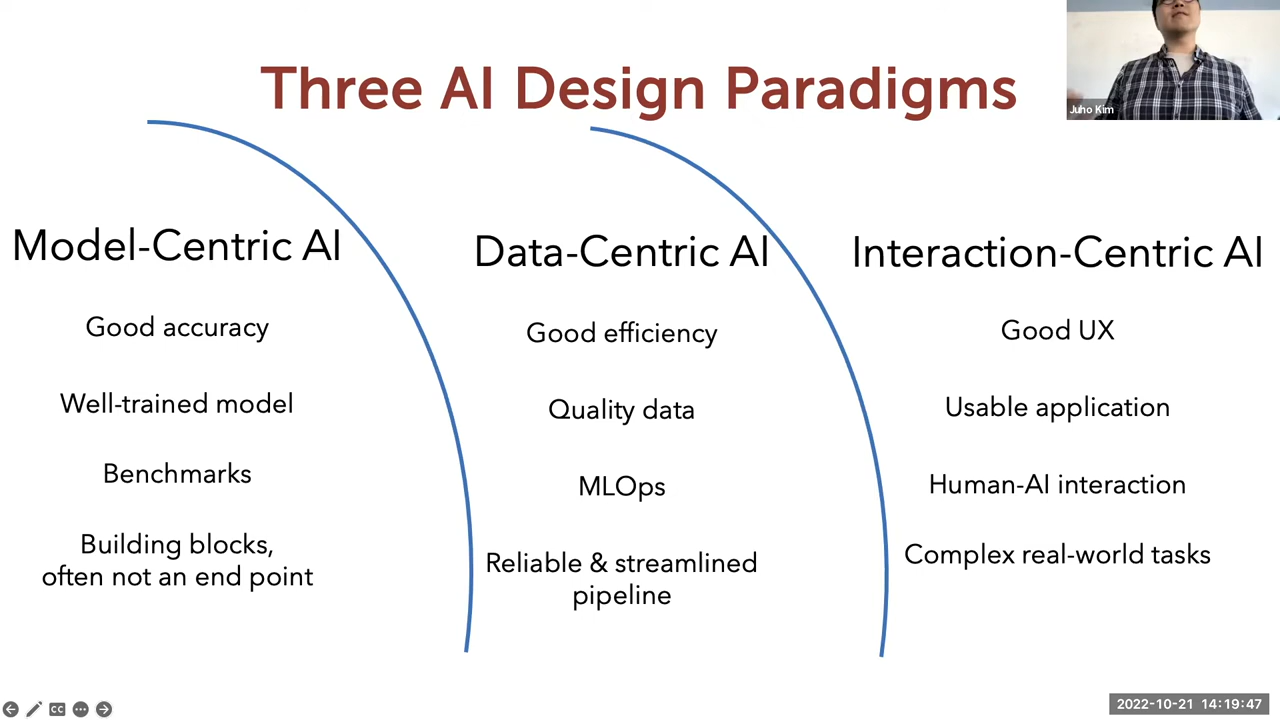 Three AI Design Paradigms
Juho Kim
Model-Centric AI
Good accuracy
Well-trained model
Benchmarks
Building blocks,
often not an end point
Data-Centric AI
Good efficiency
Quality data
MLOps
Reliable & streamlined
pipeline
Interaction-Centric AI
Good UX
Usable application
Human-AI interaction
Complex real-world tasks
CC
2022-10-21 14:19:47